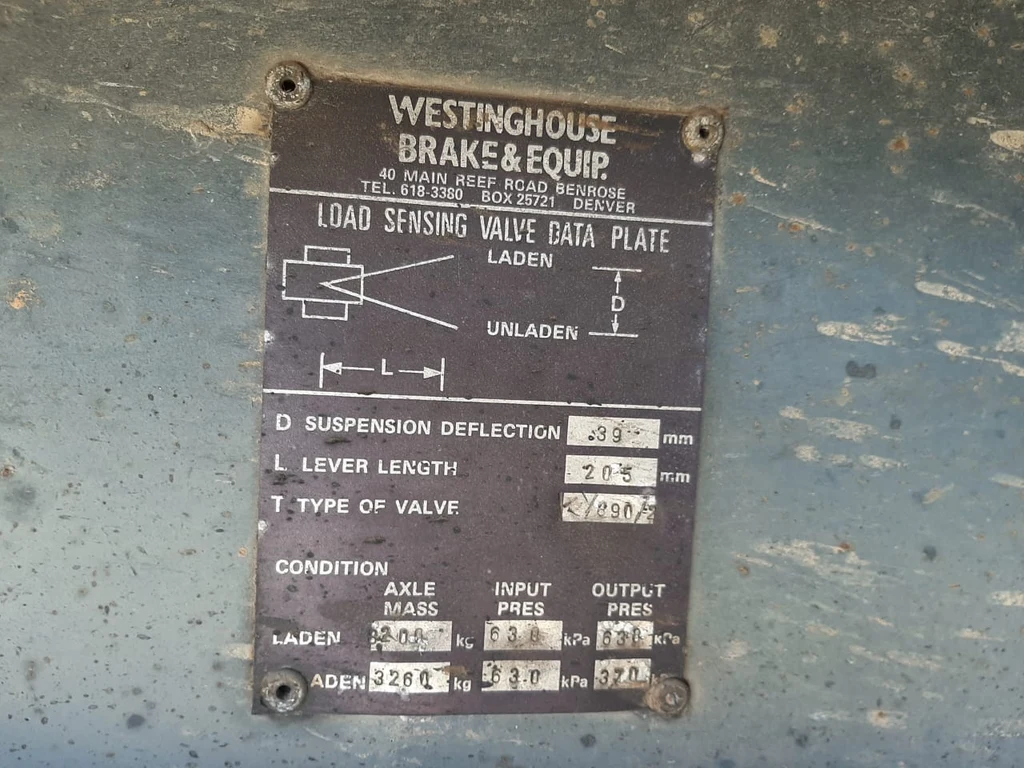 WESTINGHOUSE
BRAKE & EQUIP.
40 MAIN REEF ROAD BENROSE
TEL. 618-3380 BOX 25721 DENVER
LOAD SENSING VALVE DATA PLATE
LADEN
D
UNLADEN
L
D SUSPENSION DEFLECTION 39 mm
L LEVER LENGTH 205 mm
T TYPE OF VALVE
CONDITION
AXLE MASS INPUT PRES OUTPUT PRES
LADEN kg 630 kPa 630 kPa
ADEN 3260 kg 630 kPa 370